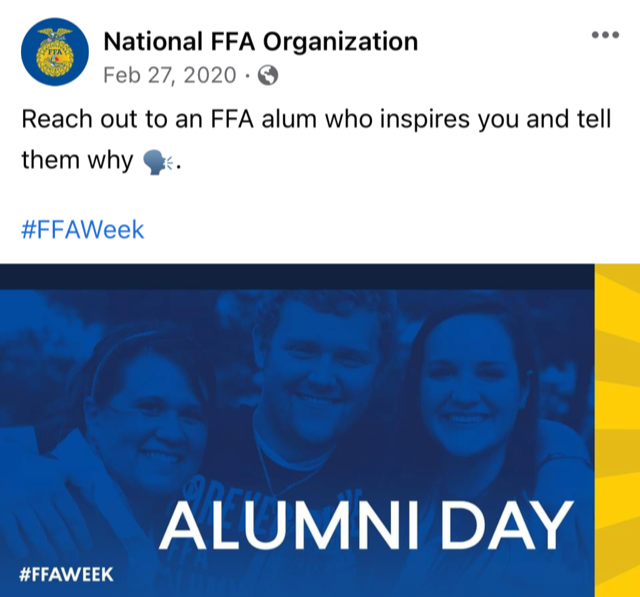 FFA
National FFA Organization
Feb 27, 2020 ·
Reach out to an FFA alum who inspires you and tell
them why 🗣️.
#FFAWeek
ALUMNI DAY
#FFAWEEK